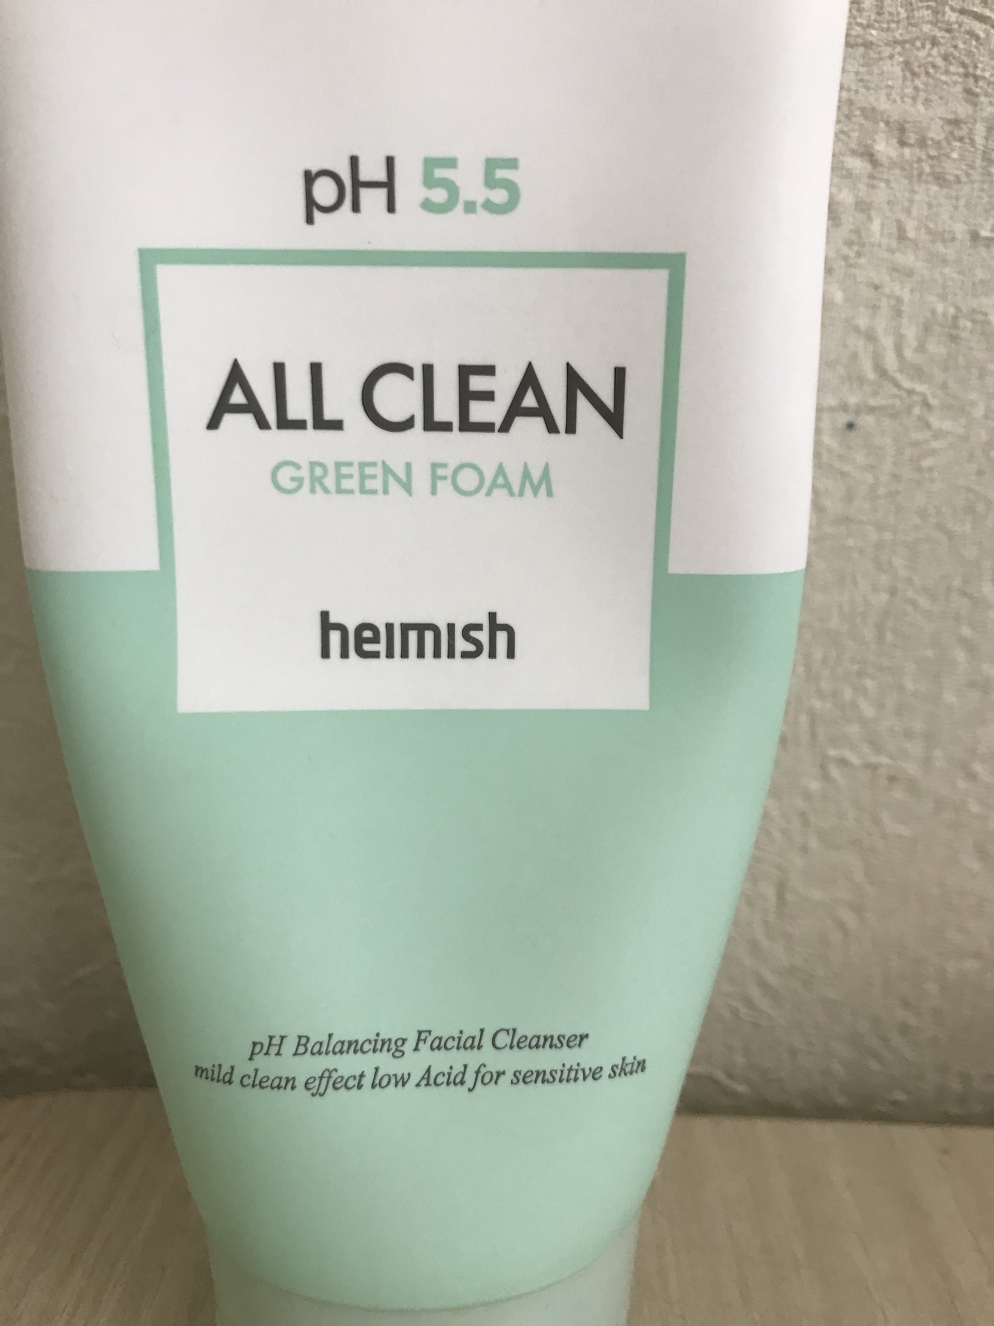 pH 5.5
ALL CLEAN
GREEN FOAM
heimish
pH Balancing Facial Cleanser
mild clean effect low Acid for sensitive skin